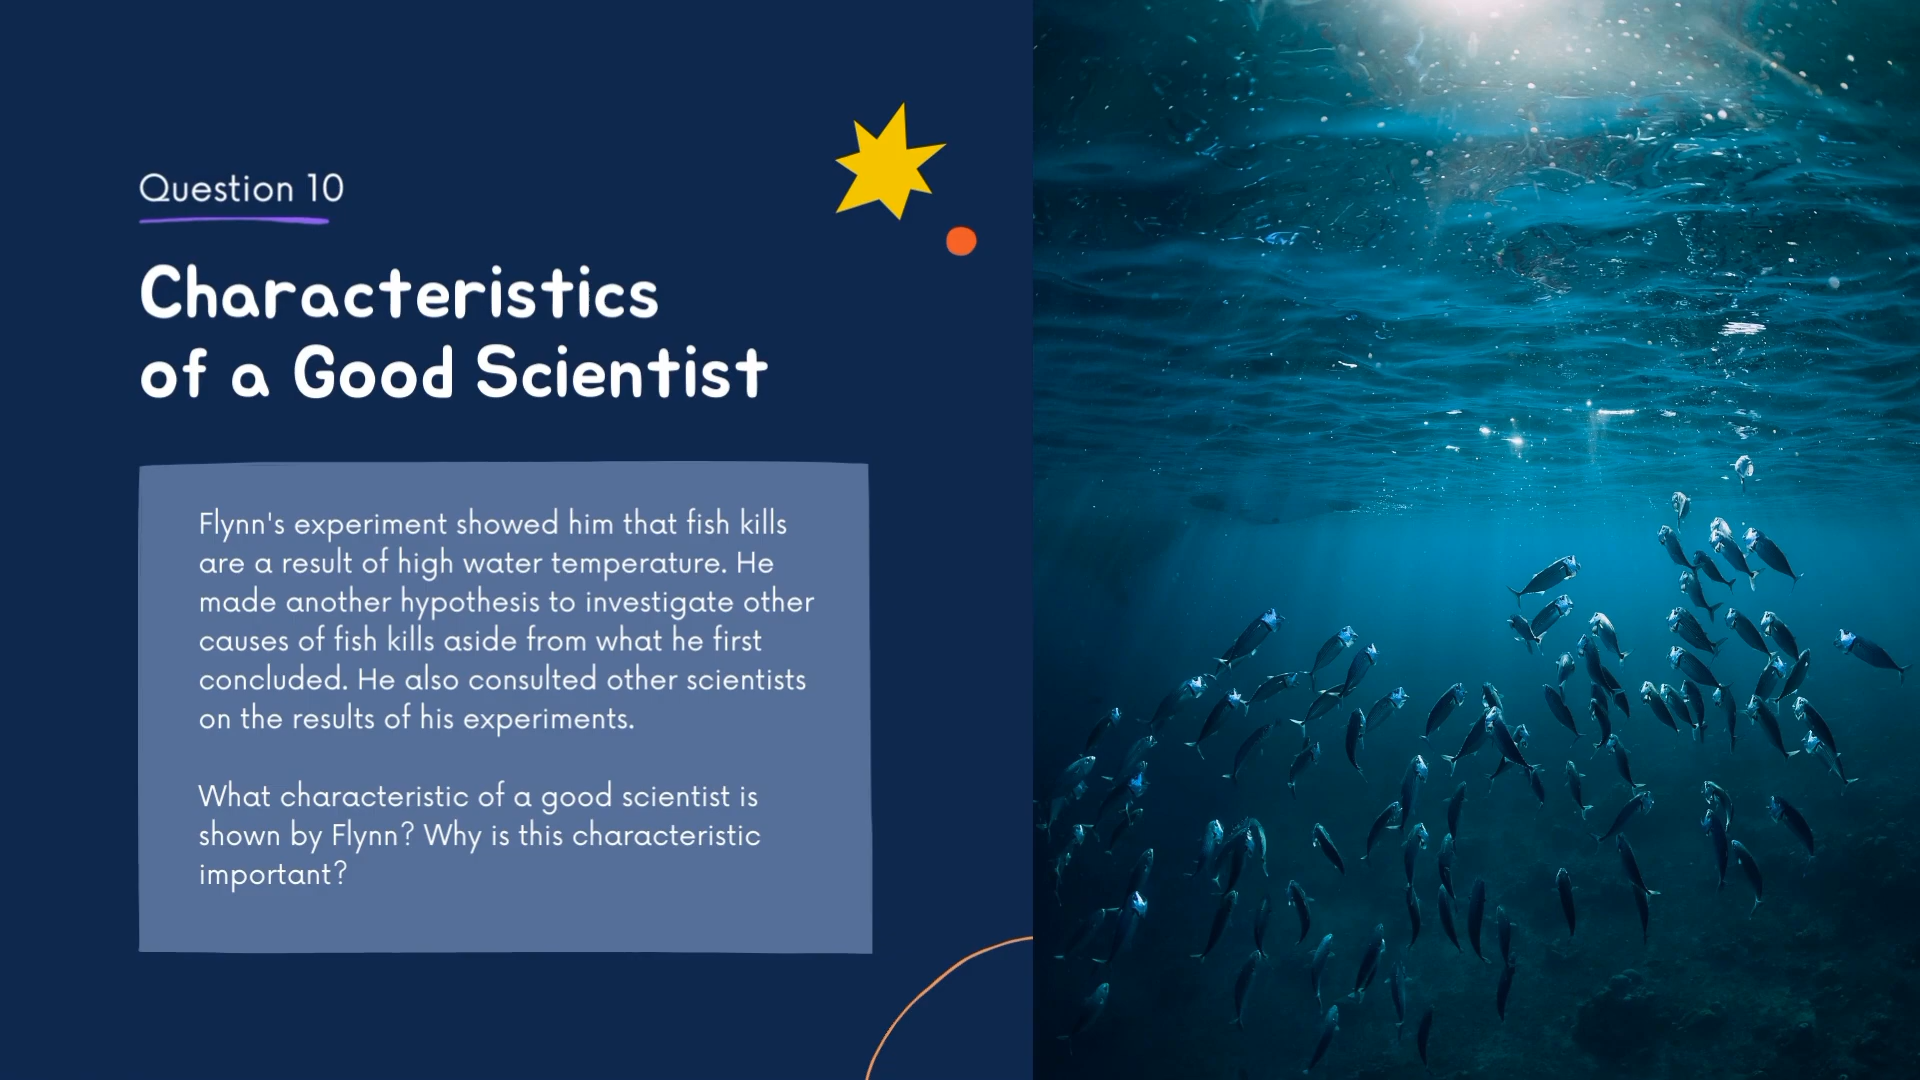 Question 10
Characteristics
of a Good Scientist
Flynn's experiment showed him that fish kills
are a result of high water temperature. He
made another hypothesis to investigate other
causes of fish kills aside from what he first
concluded. He also consulted other scientists
on the results of his experiments.
What characteristic of a good scientist is
shown by Flynn? Why is this characteristic
important?